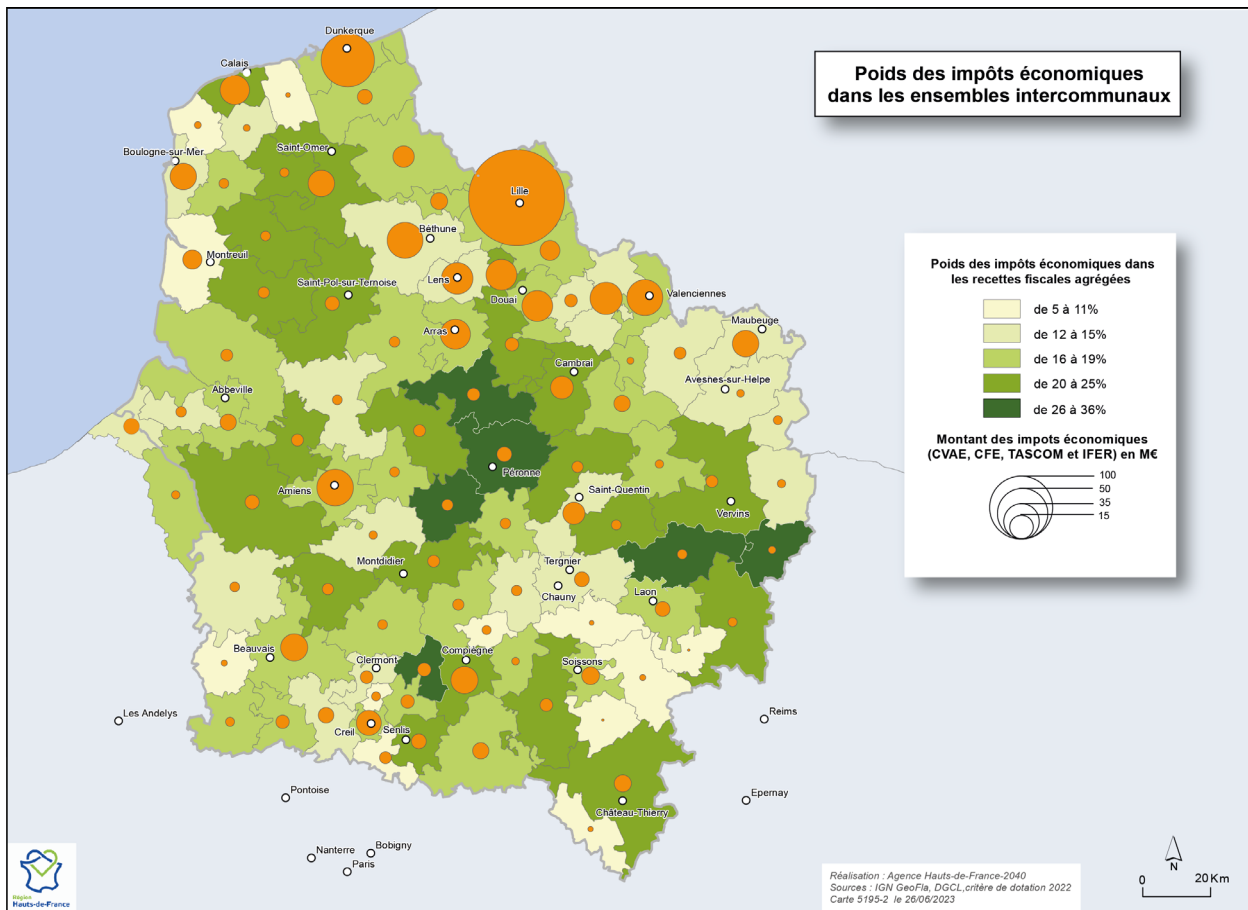 Poids des impôts économiques
dans les ensembles intercommunaux
Dunkerque
Calais
Saint-Omer
Boulogne-sur-Mer
Lille
Béthune
Montreuil
Lens
Saint-Pol-sur-Ternoise
Douai
Valenciennes
Arras
Maubeuge
Cambrai
Avesnes-sur-Helpe
Abbeville
Péronne
Amiens
Saint-Quentin
Vervins
Montdidier
Tergnier
Chauny
Laon
Beauvais
Clermont
Compiègne
Soissons
Les Andelys
Creil
Senlis
Reims
Pontoise
Château-Thierry
Epernay
Nanterre
Bobigny
Paris
Poids des impôts économiques dans
les recettes fiscales agrégées
de 5 à 11%
de 12 à 15%
de 16 à 19%
de 20 à 25%
de 26 à 36%
Montant des impots économiques
(CVAE, CFE, TASCOM et IFER) en M€
100
50
35
15
Région
Hauts-de-France
Réalisation : Agence Hauts-de-France-2040
Sources : IGN GeoFla, DGCL,critère de dotation 2022
Carte 5195-2 le 26/06/2023
N
0 20 Km